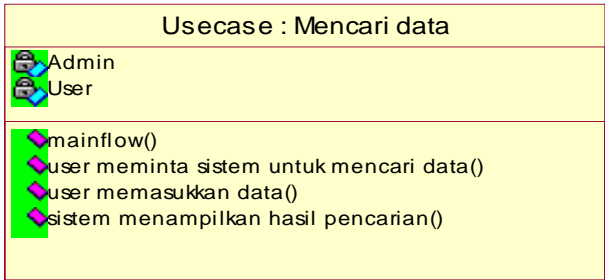 Usecase : Mencari data
Admin
User
mainflow()
user meminta sistem untuk mencari data()
user memasukkan data()
sistem menampilkan hasil pencarian()